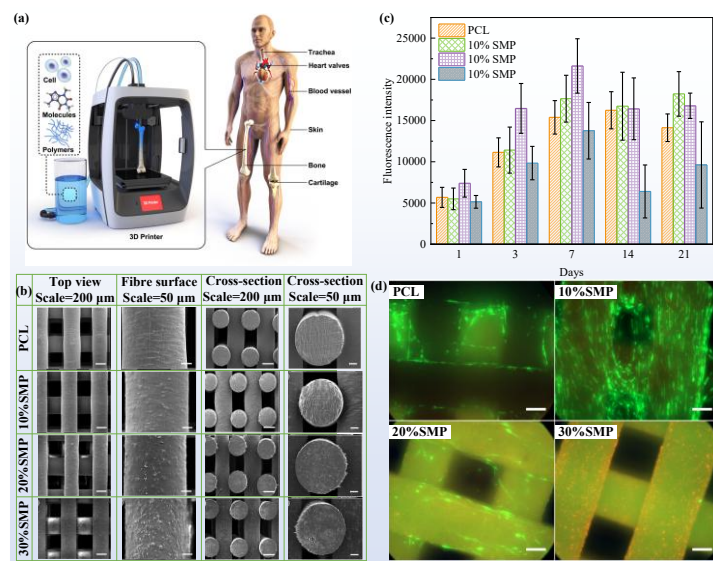 (a)
Cell
Molecules
Polymers
3D Printer
Trachea
Heart valves
Blood vessel
Skin
Bone
Cartilage
(b)
Top view
Scale=200 μm
Fibre surface
Scale=50 μm
Cross-section
Scale=200 μm
Cross-section
Scale=50 μm
PCL
10%SMP
20%SMP
30%SMP
(c)
Fluorescence intensity
25000
20000
15000
10000
5000
0
PCL
10% SMP
10% SMP
10% SMP
1
3
7
14
21
Days
(d)
PCL
10%SMP
20%SMP
30%SMP